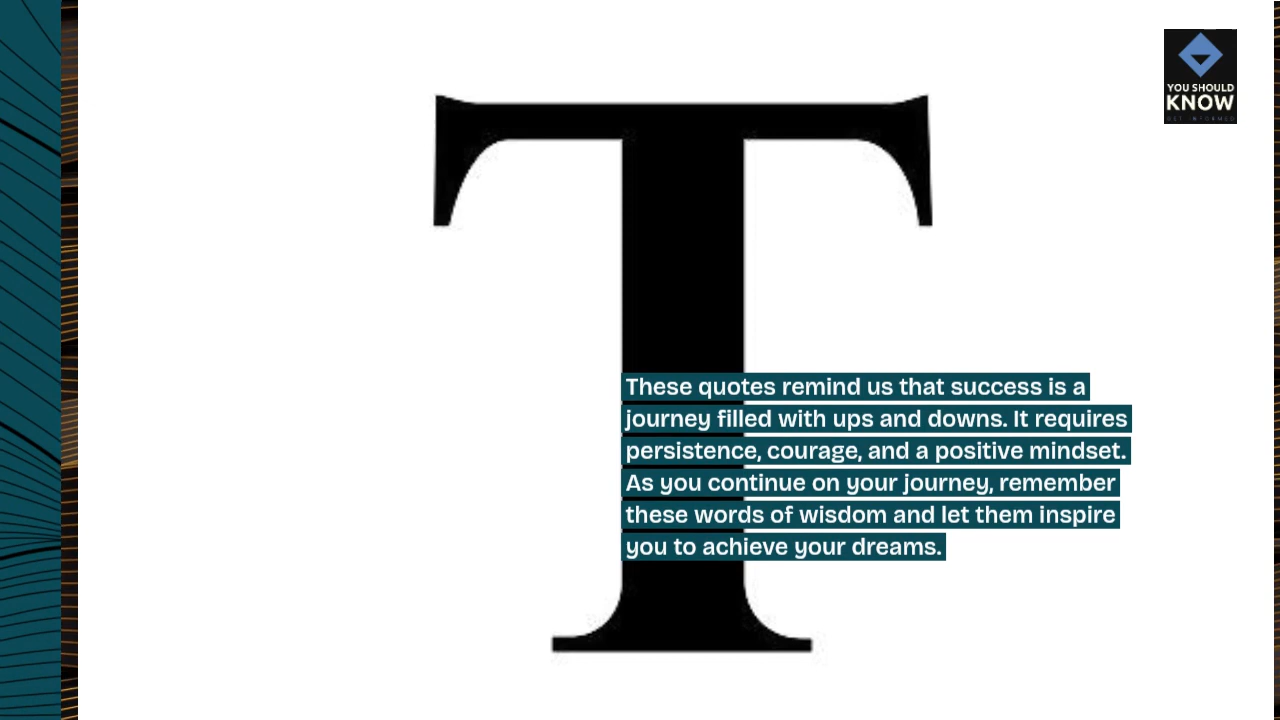 YOU SHOULD
KNOW
GET INFORMED
T
These quotes remind us that success is a
journey filled with ups and downs. It requires
persistence, courage, and a positive mindset.
As you continue on your journey, remember
these words of wisdom and let them inspire
you to achieve your dreams.